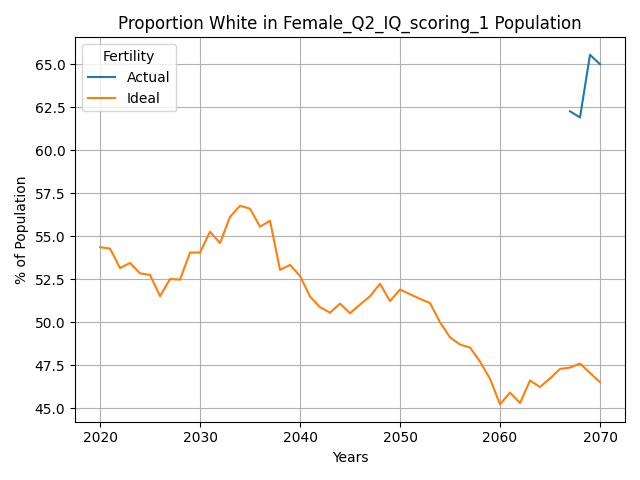 Proportion White in Female_Q2_IQ_scoring_1 Population
Fertility
Actual
Ideal
% of Population
65.0
62.5
60.0
57.5
55.0
52.5
50.0
47.5
45.0
2020 2030 2040 2050 2060 2070
Years